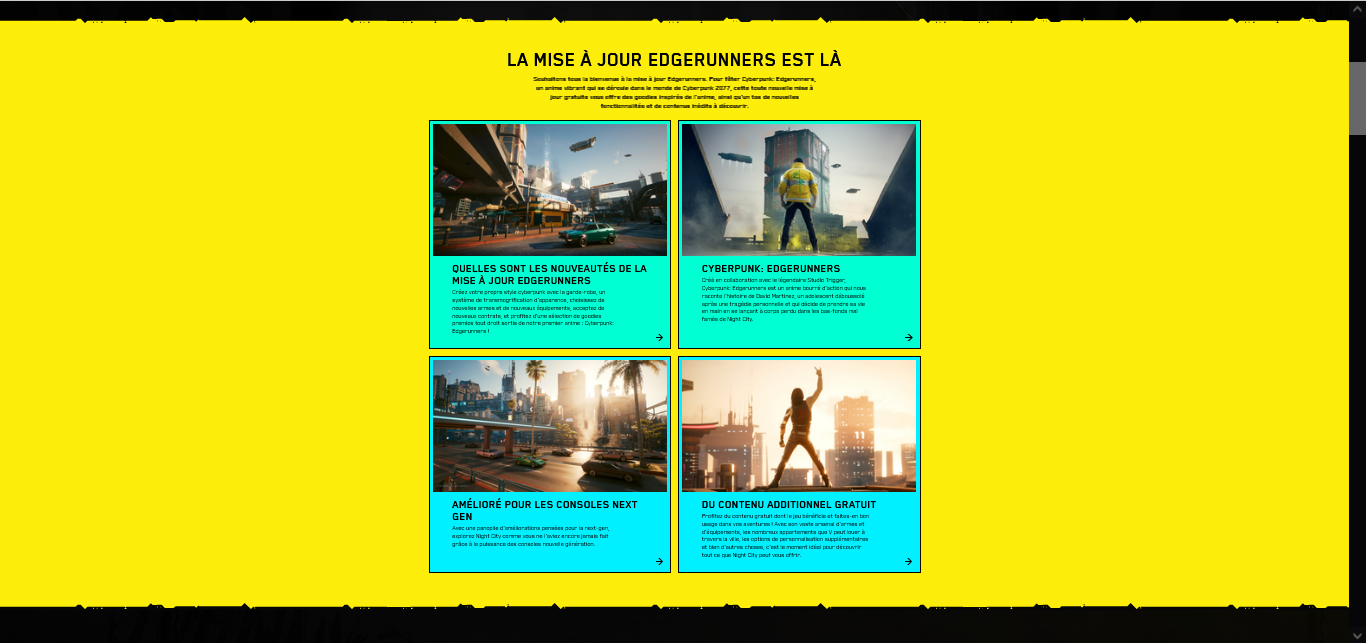 LA MISE À JOUR EDGERUNNERS EST LÀ
Souhaitons tous la bienvenue à la mise à jour Edgerunners. Pour fêter Cyberpunk: Edgerunners,
un anime vibrant qui se déroule dans le monde de Cyberpunk 2077, cette toute nouvelle mise à
jour gratuite vous offre des goodies inspirés de l'anime, ainsi qu'un tas de nouvelles
fonctionnalités et de contenus inédits à découvrir.
QUELLES SONT LES NOUVEAUTÉS DE LA
MISE À JOUR EDGERUNNERS
Créez votre propre style cyberpunk avec la garde-robe, un
système de transmogrification d'apparence, choisissez de
nouvelles armes et de nouveaux équipements, acceptez de
nouveaux contrats, et profitez d'une sélection de goodies
premios tout droit sortis de notre premier anime : Cyberpunk:
Edgerunners !
CYBERPUNK: EDGERUNNERS
Créé en collaboration avec le légendaire Studio Trigger,
Cyberpunk: Edgerunners est un anime bourré d'action qui nous
raconte l'histoire de David Martinez, un adolescent déboussolé
après une tragédie personnelle et qui décide de prendre sa vie
en main en se lançant à corps perdu dans les bas-fonds mal
famés de Night City.
AMÉLIORÉ POUR LES CONSOLES NEXT
GEN
Avec une panoplie d'améliorations pensées pour la next-gen,
explorez Night City comme vous ne l'aviez encore jamais fait
grâce à la puissance des consoles nouvelle génération.
DU CONTENU ADDITIONNEL GRATUIT
Profitez du contenu gratuit dont le jeu bénéficie et faites-en bon
usage dans vos aventures ! Avec son vaste arsenal d'armes et
d'équipements, les nombreux appartements que V peut louer à
travers la ville, les options de personnalisation supplémentaires
et bien d'autres choses, c'est le moment idéal pour découvrir
tout ce que Night City peut vous offrir.